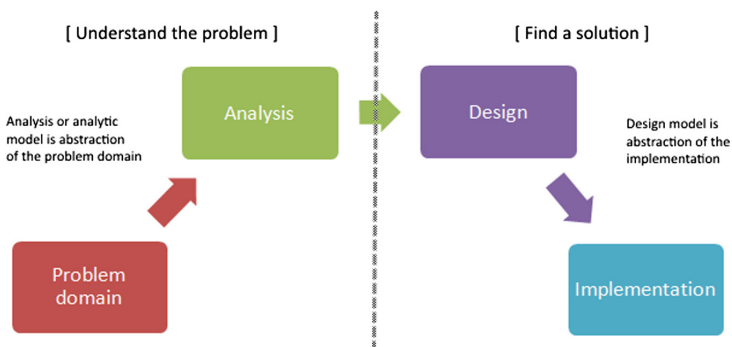 [ Understand the problem ]
[ Find a solution ]
Analysis
Design
Analysis or analytic
model is abstraction
of the problem domain
Design model is
abstraction of the
implementation
Problem
domain
Implementation